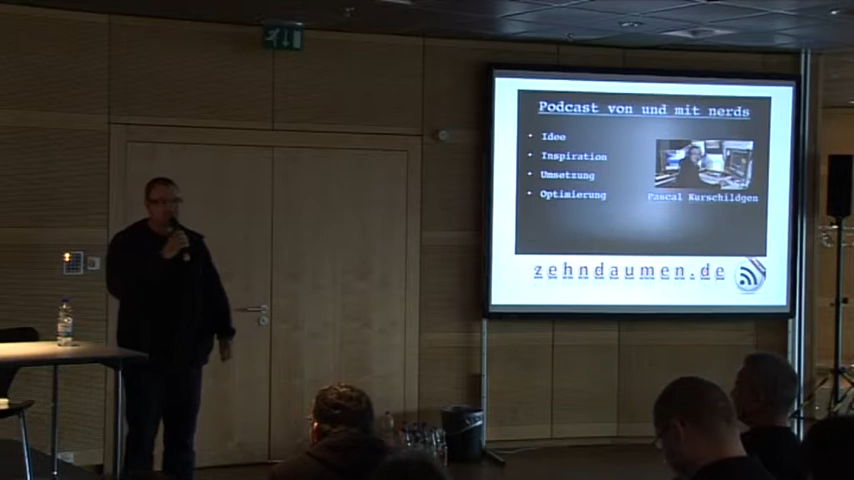 Podcast von und mit nerds
Idee
Inspiration
Umsetzung
Optimierung
Pascal Kurschildgen
zehndaumen.de